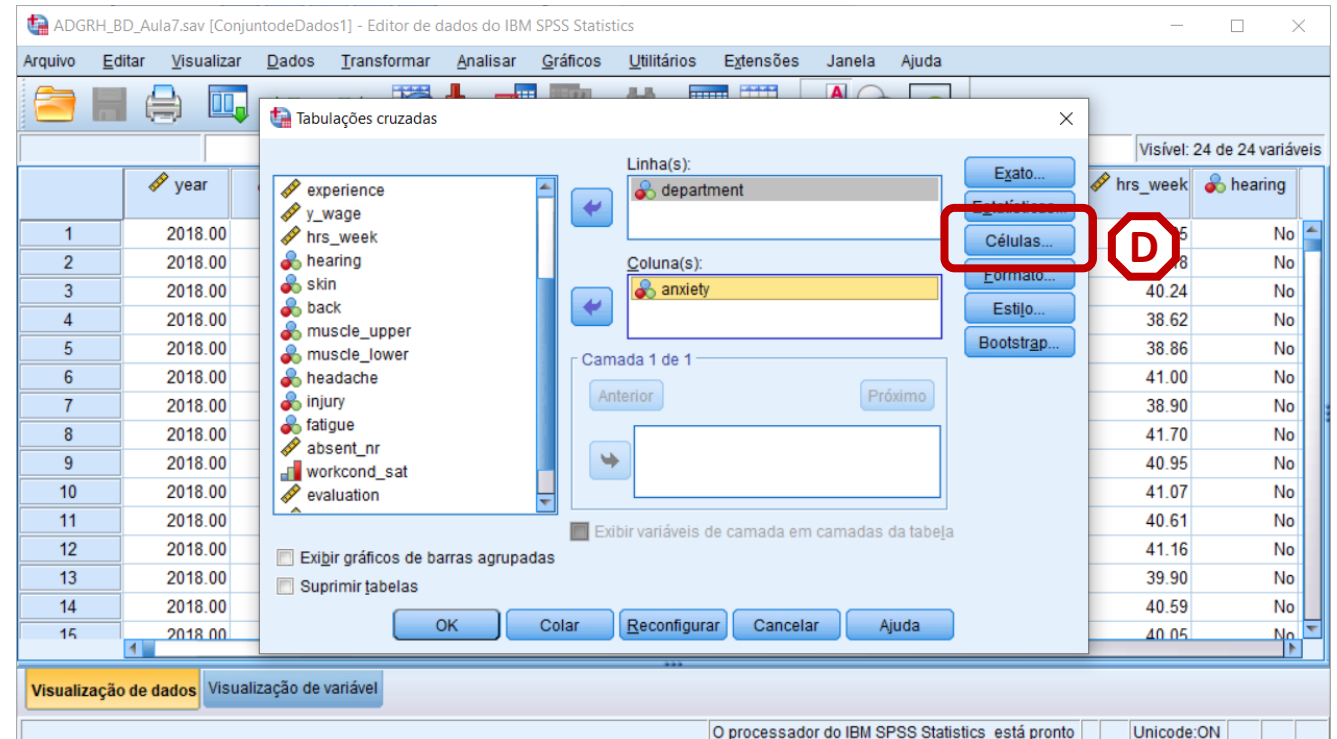 ADGRH_BD_Aula7.sav [ConjuntodeDados1] - Editor de dados do IBM SPSS Statistics
Arquivo Editar Visualizar Dados Transformar Analisar Gráficos Utilitários Extensões Janela Ajuda
Tabulações cruzadas
Visível: 24 de 24 variáveis
year
hrs_week hearing
experience
y_wage
hrs_week
hearing
skin
back
muscle_upper
muscle_lower
headache
injury
fatigue
absent_nr
workcond_sat
evaluation
Linha(s):
department
Coluna(s):
anxiety
Camada 1 de 1
Anterior Próximo
Exibir variáveis de camada em camadas da tabela
Exato...
Estatísticas...
Células...
D
Formato...
Estilo...
Bootstrap...
Exibir gráficos de barras agrupadas
Suprimir tabelas
OK Colar Reconfigurar Cancelar Ajuda
1 2018.00 5 No
2 2018.00 8 No
3 2018.00 40.24 No
4 2018.00 38.62 No
5 2018.00 38.86 No
6 2018.00 41.00 No
7 2018.00 38.90 No
8 2018.00 41.70 No
9 2018.00 40.95 No
10 2018.00 41.07 No
11 2018.00 40.61 No
12 2018.00 41.16 No
13 2018.00 39.90 No
14 2018.00 40.59 No
15 2018.00 40.05 No
Visualização de dados Visualização de variável
O processador do IBM SPSS Statistics está pronto Unicode:ON